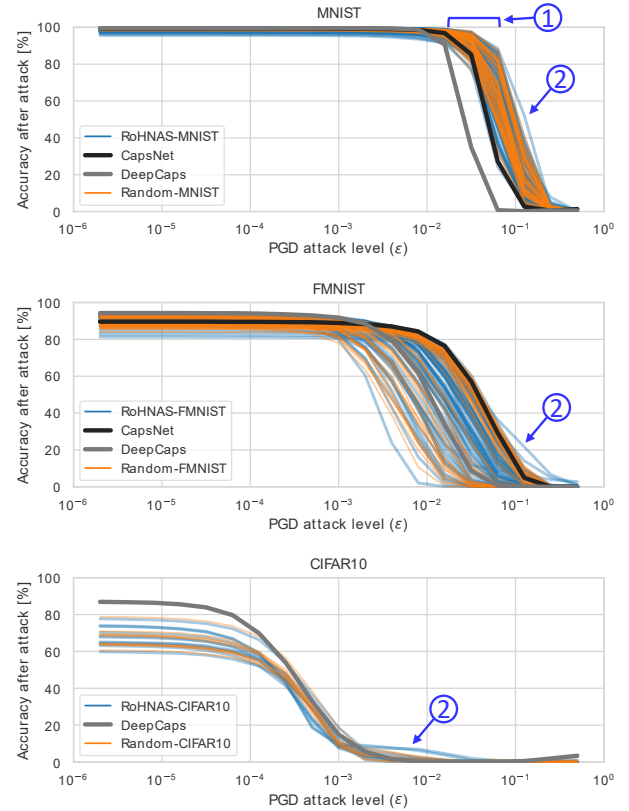 MNIST
①
②
Accuracy after attack [%]
100
80
60
40
20
0
RoHNAS-MNIST
CapsNet
DeepCaps
Random-MNIST
10⁻⁶ 10⁻⁵ 10⁻⁴ 10⁻³ 10⁻² 10⁻¹ 10⁰
PGD attack level (ε)
FMNIST
②
Accuracy after attack [%]
100
80
60
40
20
0
RoHNAS-FMNIST
CapsNet
DeepCaps
Random-FMNIST
10⁻⁶ 10⁻⁵ 10⁻⁴ 10⁻³ 10⁻² 10⁻¹ 10⁰
PGD attack level (ε)
CIFAR10
②
Accuracy after attack [%]
100
80
60
40
20
0
RoHNAS-CIFAR10
DeepCaps
Random-CIFAR10
10⁻⁶ 10⁻⁵ 10⁻⁴ 10⁻³ 10⁻² 10⁻¹ 10⁰
PGD attack level (ε)